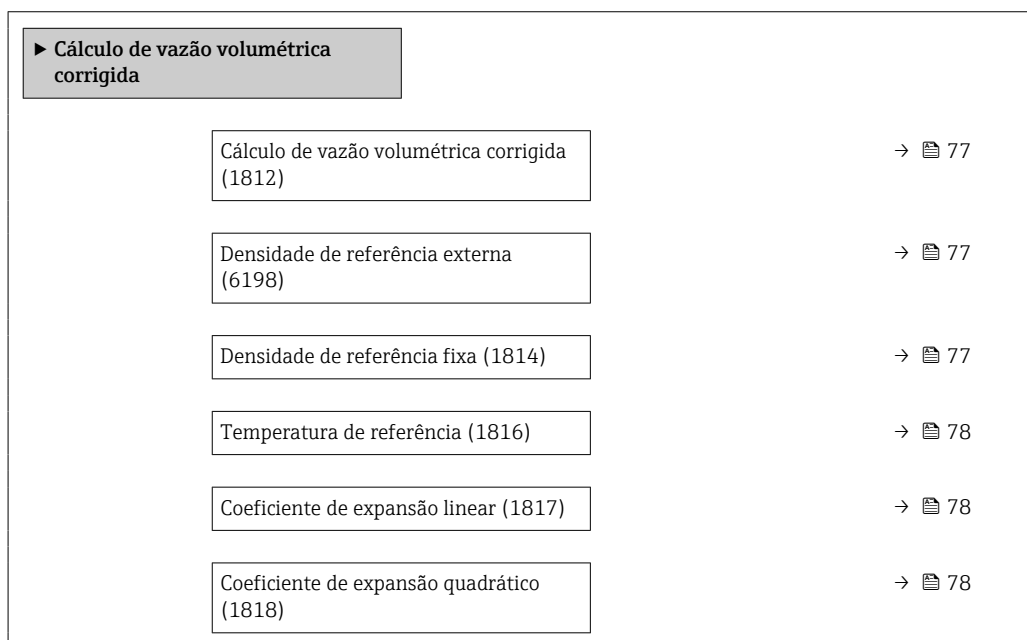 ▶ Cálculo de vazão volumétrica
corrigida
Cálculo de vazão volumétrica corrigida
(1812)
→ 77
Densidade de referência externa
(6198)
→ 77
Densidade de referência fixa (1814)
→ 77
Temperatura de referência (1816)
→ 78
Coeficiente de expansão linear (1817)
→ 78
Coeficiente de expansão quadrático
(1818)
→ 78